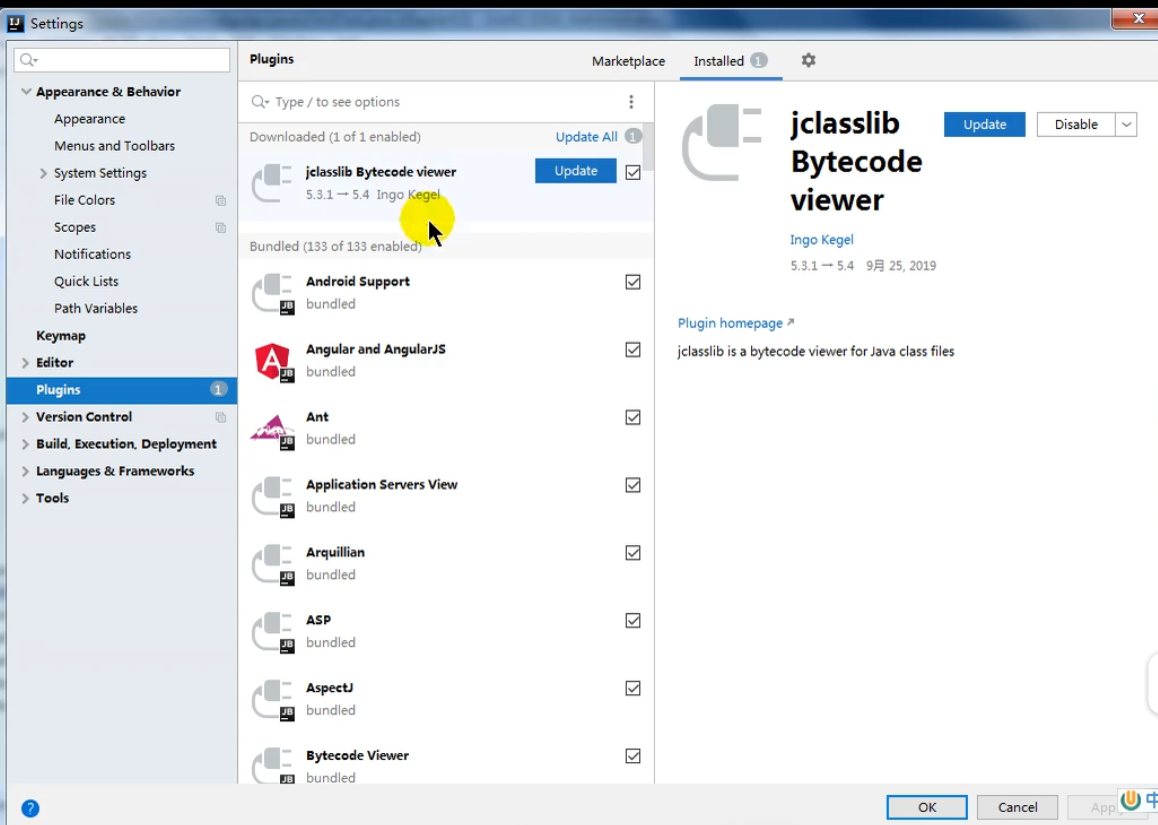 Settings
Plugins
Marketplace
Installed 1
Appearance & Behavior
Appearance
Menus and Toolbars
System Settings
File Colors
Scopes
Notifications
Quick Lists
Path Variables
Keymap
Editor
Plugins 1
Version Control
Build, Execution, Deployment
Languages & Frameworks
Tools
Type / to see options
Downloaded (1 of 1 enabled)
Update All 1
jclasslib Bytecode viewer
Update
5.3.1 → 5.4 Ingo Kegel
Bundled (133 of 133 enabled)
Android Support
bundled
Angular and AngularJS
bundled
Ant
bundled
Application Servers View
bundled
Arquillian
bundled
ASP
bundled
AspectJ
bundled
Bytecode Viewer
bundled
jclasslib
Bytecode
viewer
Update
Disable
Ingo Kegel
5.3.1 → 5.4 9月 25, 2019
Plugin homepage ↗
jclasslib is a bytecode viewer for Java class files
?
OK
Cancel
App
中